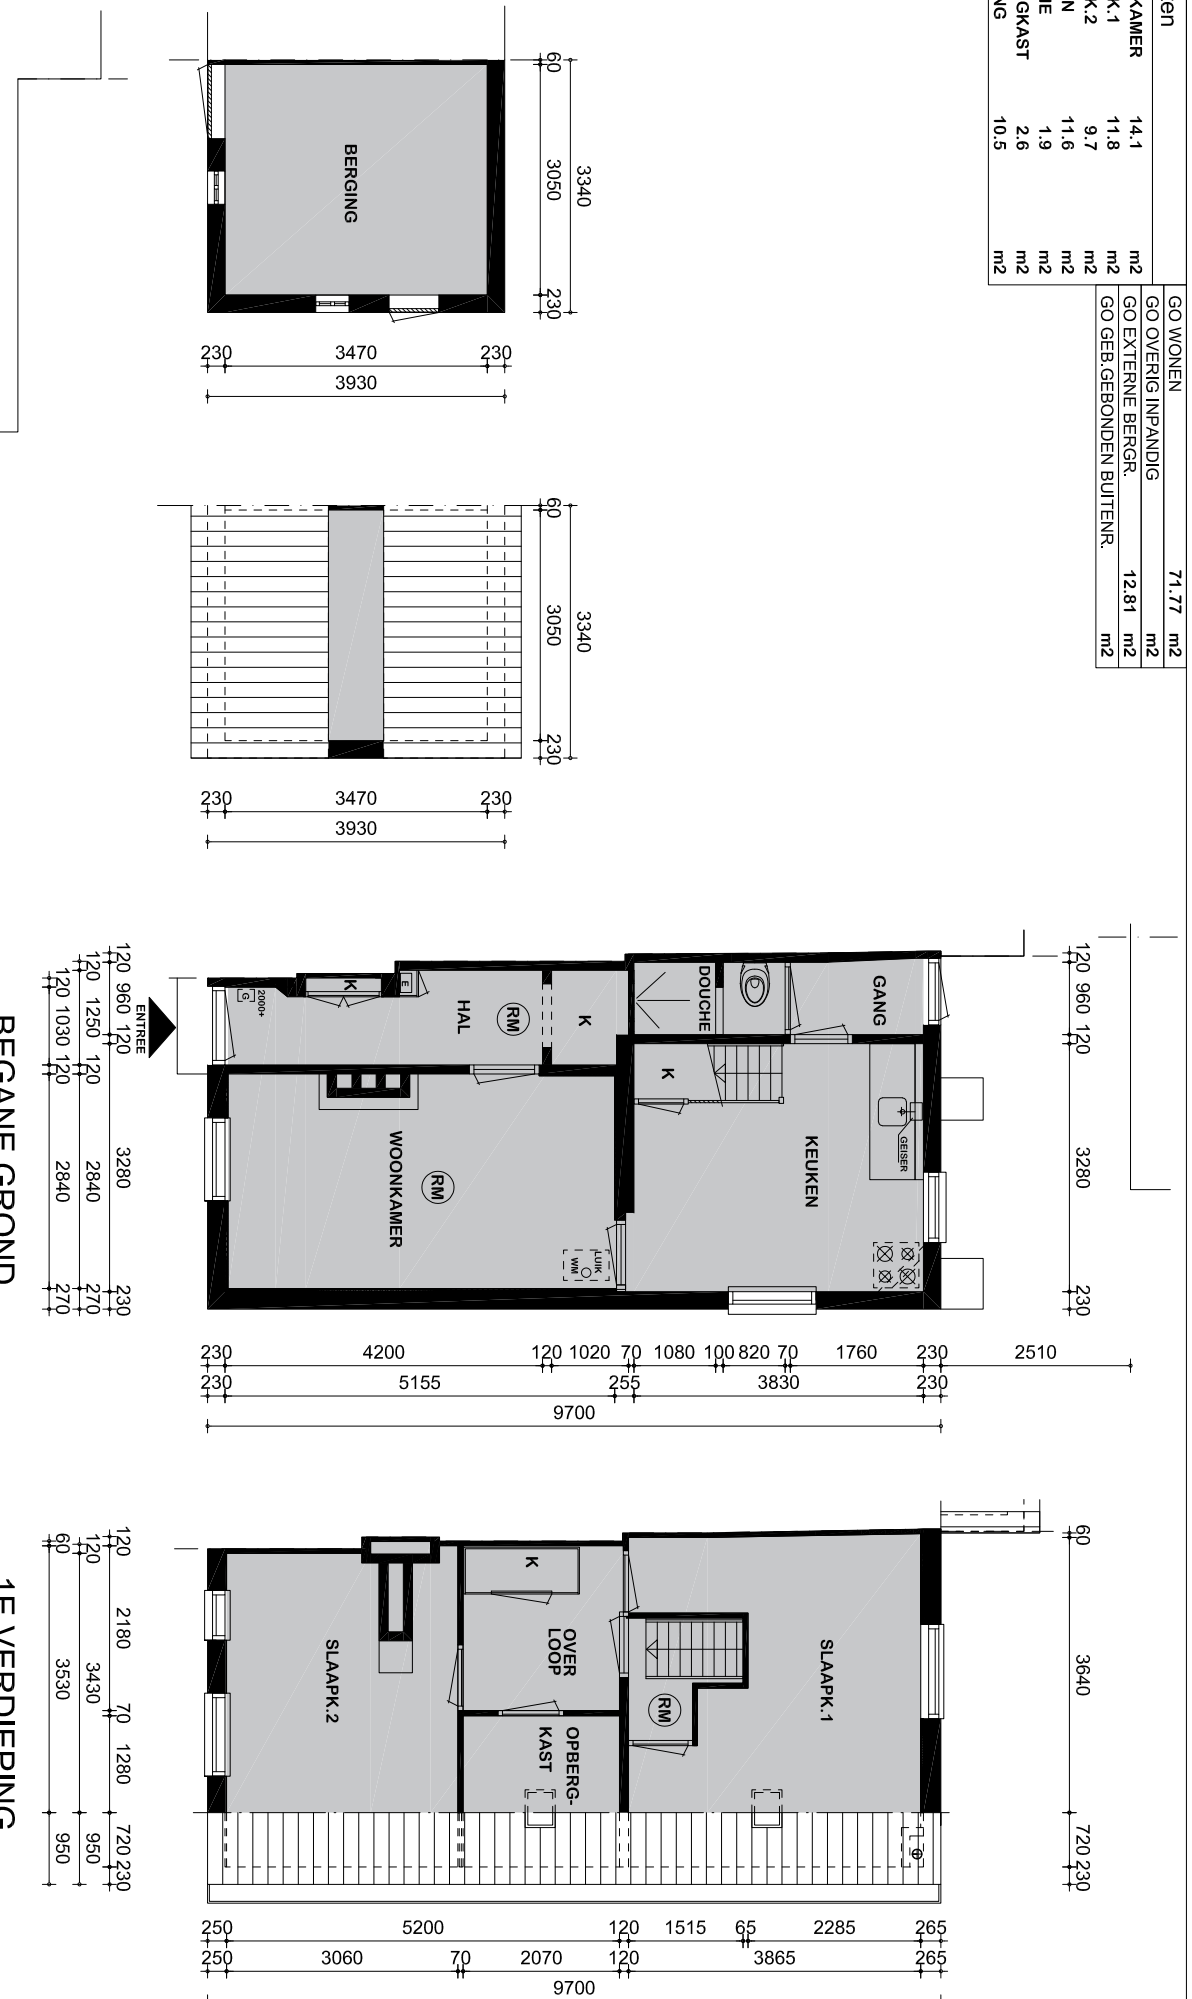 KAMER 14.1 m2
K.1 11.8 m2
K.2 9.7 m2
N 11.6 m2
IE 1.9 m2
GKAST 2.6 m2
NG 10.5 m2
GO WONEN 71.77 m2
GO OVERIG INPANDIG m2
GO EXTERNE BERGR. 12.81 m2
GO GEB.GEBONDEN BUITENR. m2
3340
60 3050 230
BERGING
230 3470 230
3930
3340
60 3050 230
230 3470 230
3930
120 960 120 3280 230
GANG
DOUCHE
K
KEUKEN
GEISER
K
HAL
RM
K
E
2000+
G
WOONKAMER
RM
LUIK
WM
ENTREE
120 960 120 3280 230
120 1250 120 2840 270
120 1030 120 2840 270
230 4200 120 1020 70 1080 100 820 70 1760 230 2510
230 5155 255 3830 230
9700
BEGANE GROND
60 3640 720 230
SLAAPK.1
RM
K
OVER
LOOP
OPBERG-
KAST
SLAAPK.2
120 2180 70 1280 720 230
120 3430 950
60 3530 950
250 5200 120 1515 65 2285 265
250 3060 70 2070 120 3865 265
9700
1E VERDIEPING